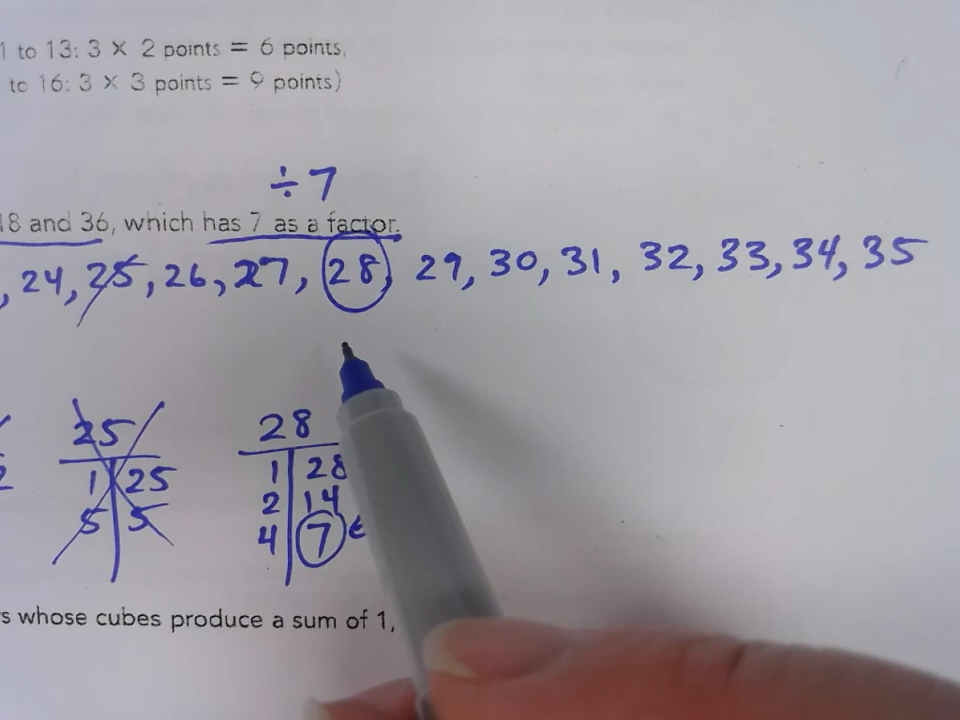 1 to 13: 3 × 2 points = 6 points,
to 16: 3 × 3 points = 9 points)
÷7
18 and 36, which has 7 as a factor.
, 24, 25, 26, 27, 28, 29, 30, 31, 32, 33, 34, 35
25 28
1 25 1 28
5 5 2 14
4 7
s whose cubes produce a sum of 1,